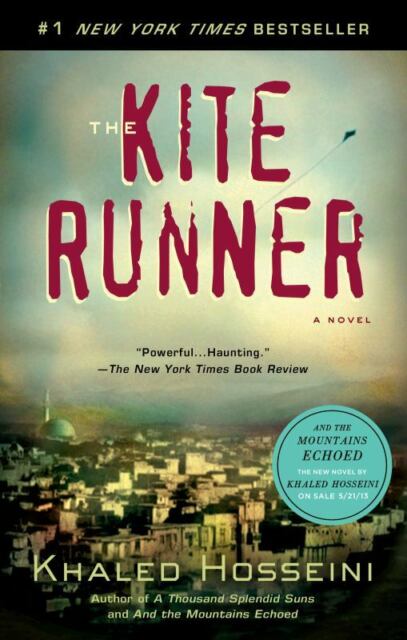 #1 NEW YORK TIMES BESTSELLER
THE
KITE
RUNNER
A NOVEL
“Powerful...Haunting.”
—The New York Times Book Review
AND THE
MOUNTAINS
ECHOED
THE NEW NOVEL BY
KHALED HOSSEINI
ON SALE 5/21/13
KHALED HOSSEINI
Author of A Thousand Splendid Suns
and And the Mountains Echoed